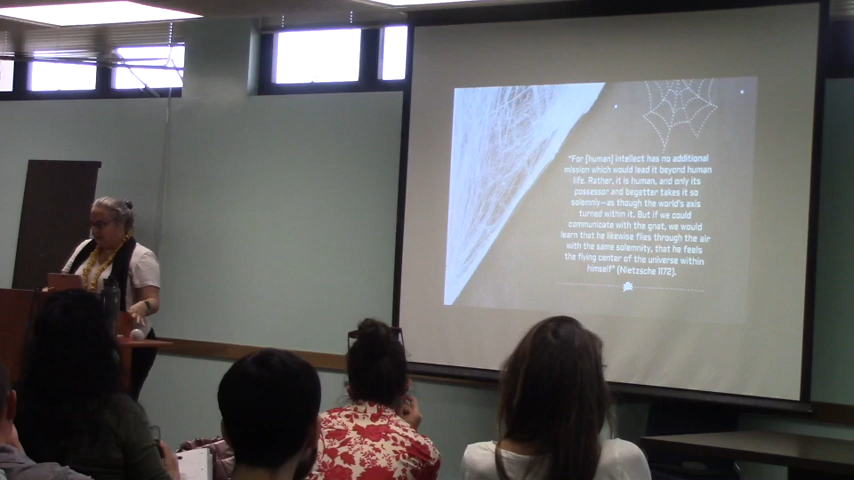 "For [human] intellect has no additional
mission which would lead it beyond human
life. Rather, it is human, and only its
possessor and begetter takes it so
solemnly—as though the world's axis
turned within it. But if we could
communicate with the gnat, we would
learn that he likewise flies through the air
with the same solemnity, that he feels
the flying center of the universe within
himself" (Nietzsche 1172).